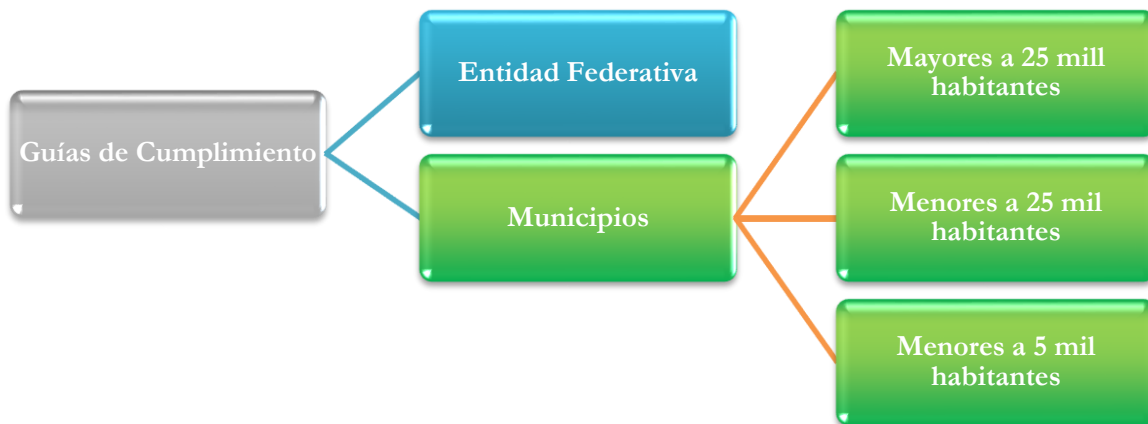 Guías de Cumplimiento
Entidad Federativa
Municipios
Mayores a 25 mill
habitantes
Menores a 25 mil
habitantes
Menores a 5 mil
habitantes